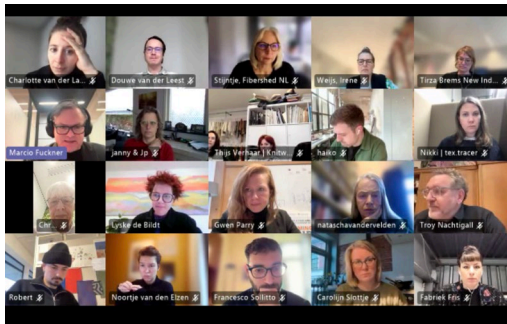 Charlotte van der La...
Douwe van der Leest
Stijntje, Fibershed NL
Weijs, Irene
Tirza Brems New Ind...
Marcio Fuckner
janny & Jp
Thijs Verhaar | Knitw...
haiko
Nikki | tex.tracer
Chr...
Lyske de Bildt
Gwen Parry
nataschavandervelden
Troy Nachtigall
Robert
Noortje van den Elzen
Francesco Sollitto
Carolijn Slottje
Fabriek Fris